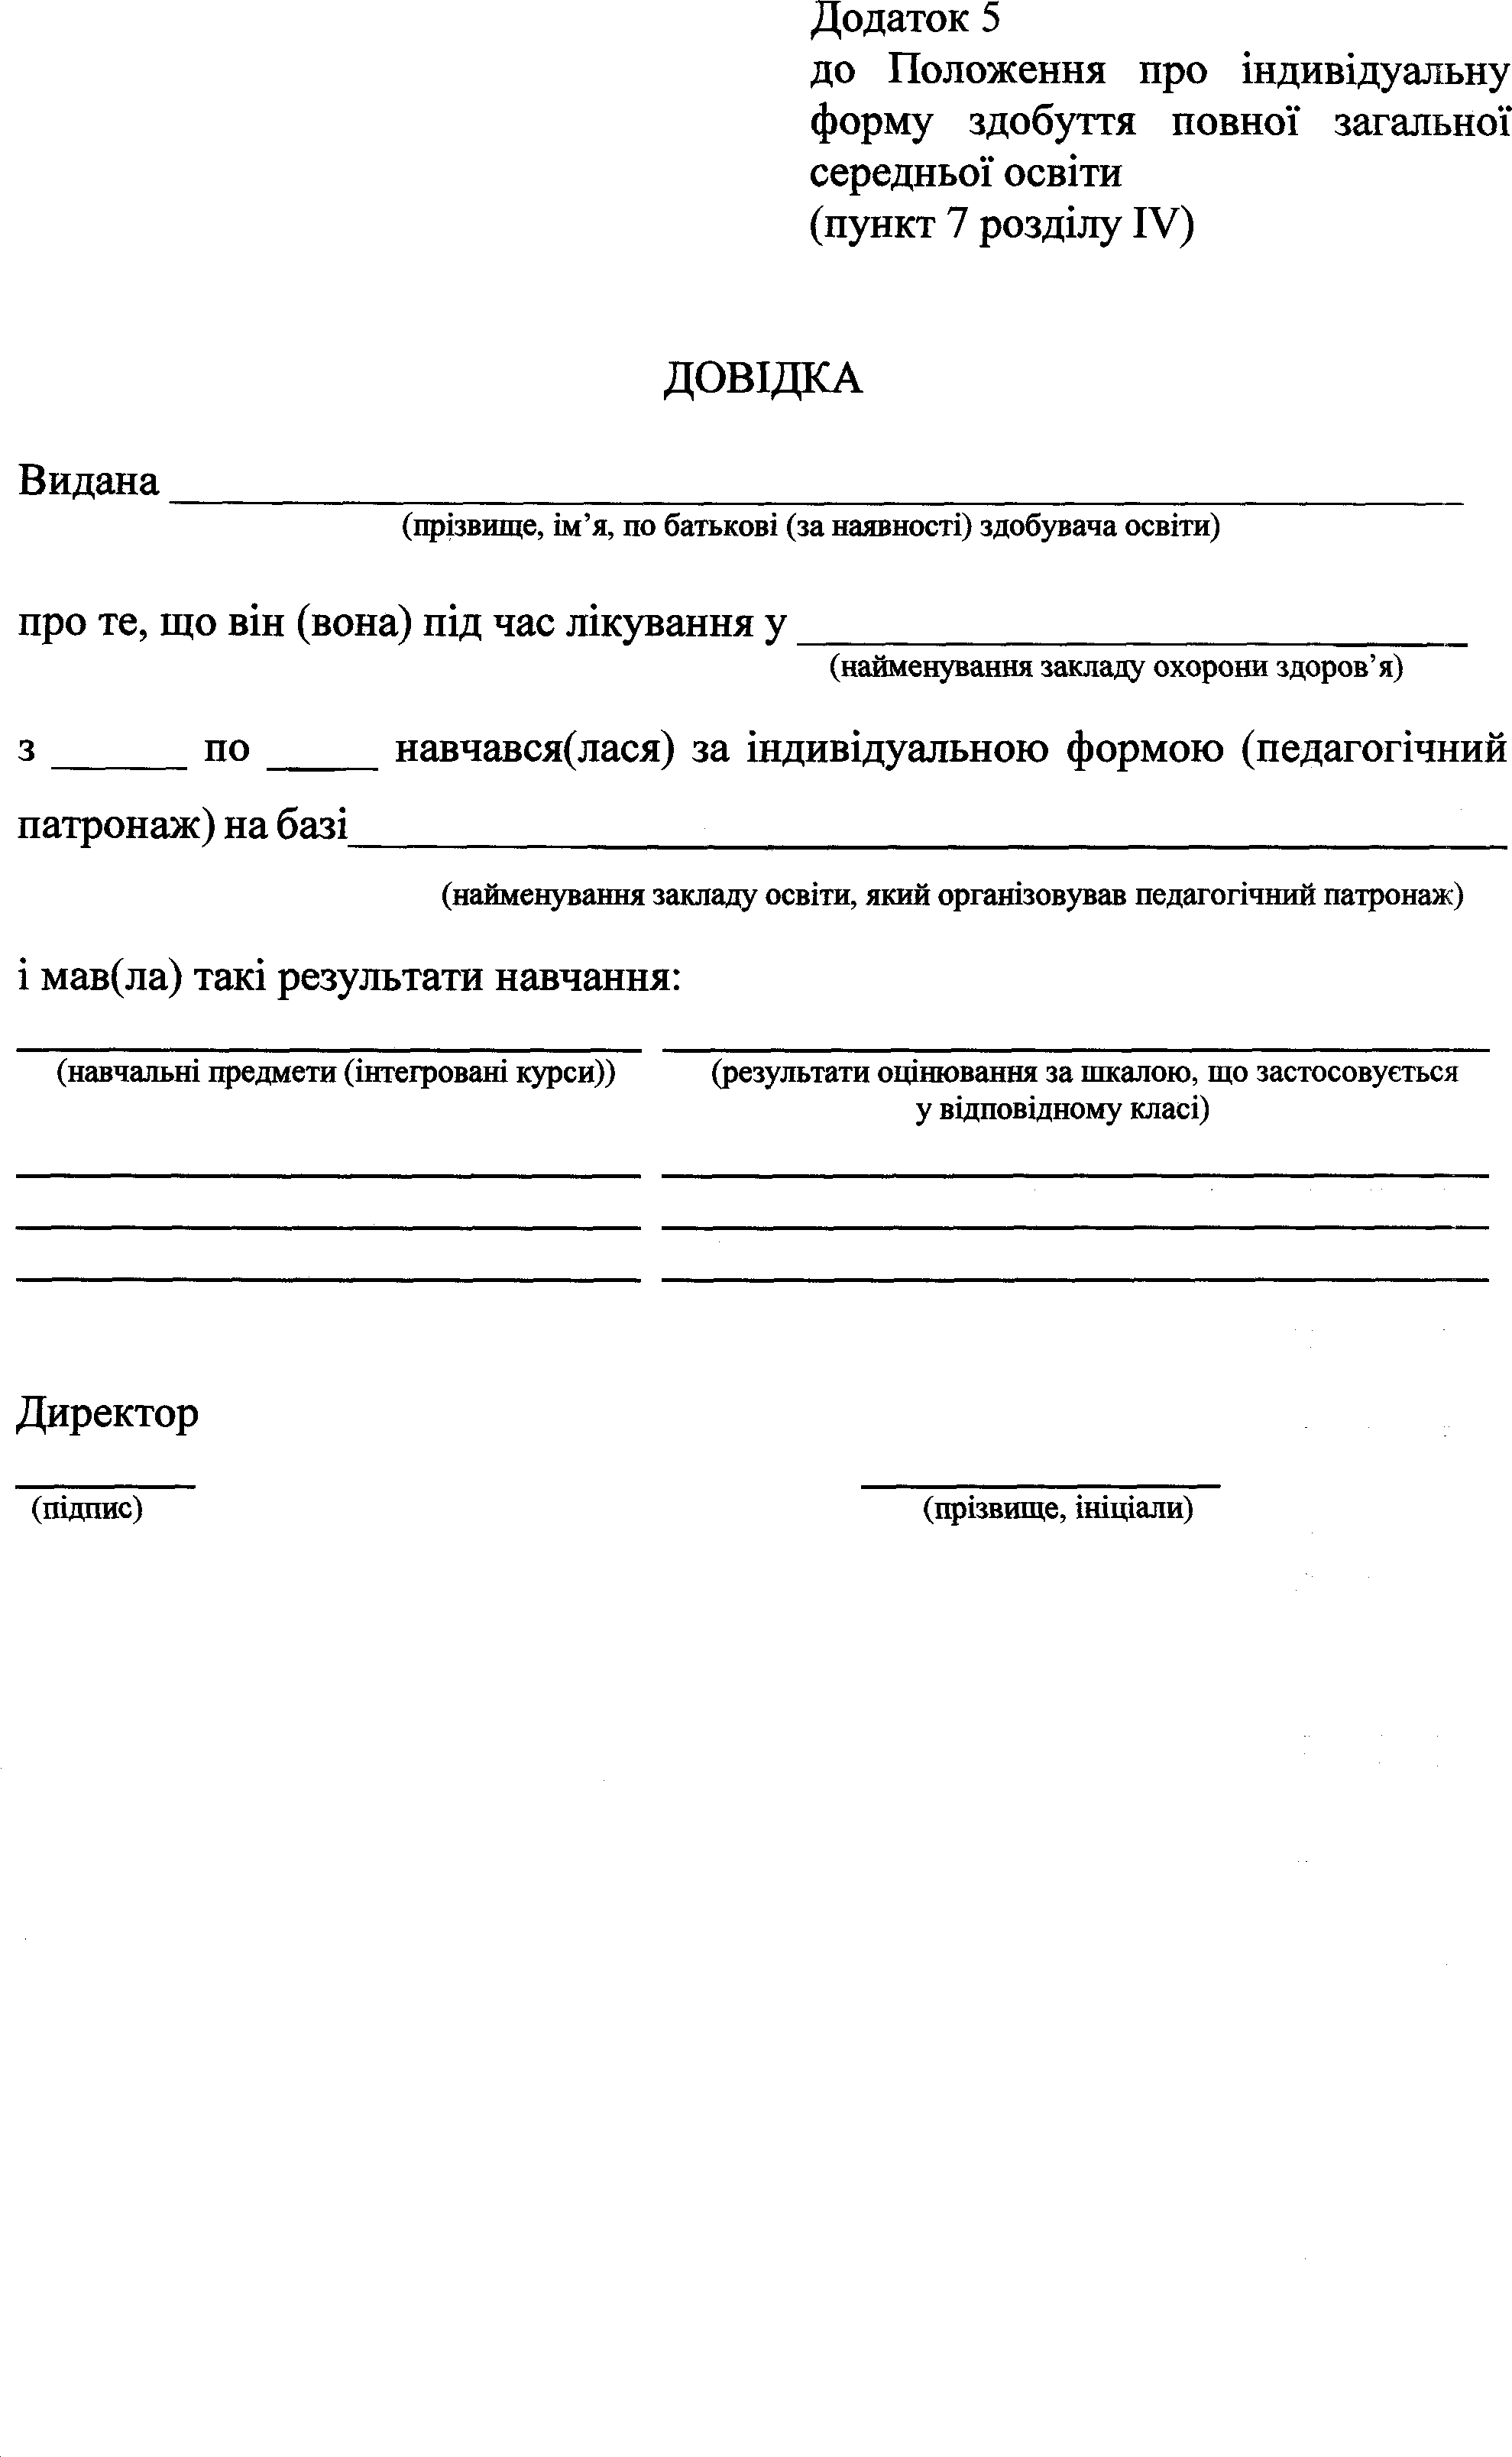 Додаток 5
до Положення про індивідуальну
форму здобуття повної загальної
середньої освіти
(пункт 7 розділу IV)
ДОВІДКА
Видана
(прізвище, ім’я, по батькові (за наявності) здобувача освіти)
про те, що він (вона) під час лікування у
(найменування закладу охорони здоров’я)
з ______ по _____ навчався(лася) за індивідуальною формою (педагогічний
патронаж) на базі
(найменування закладу освіти, який організовував педагогічний патронаж)
і мав(ла) такі результати навчання:
(навчальні предмети (інтегровані курси)) (результати оцінювання за шкалою, що застосовується
у відповідному класі)
Директор
(підпис) (прізвище, ініціали)